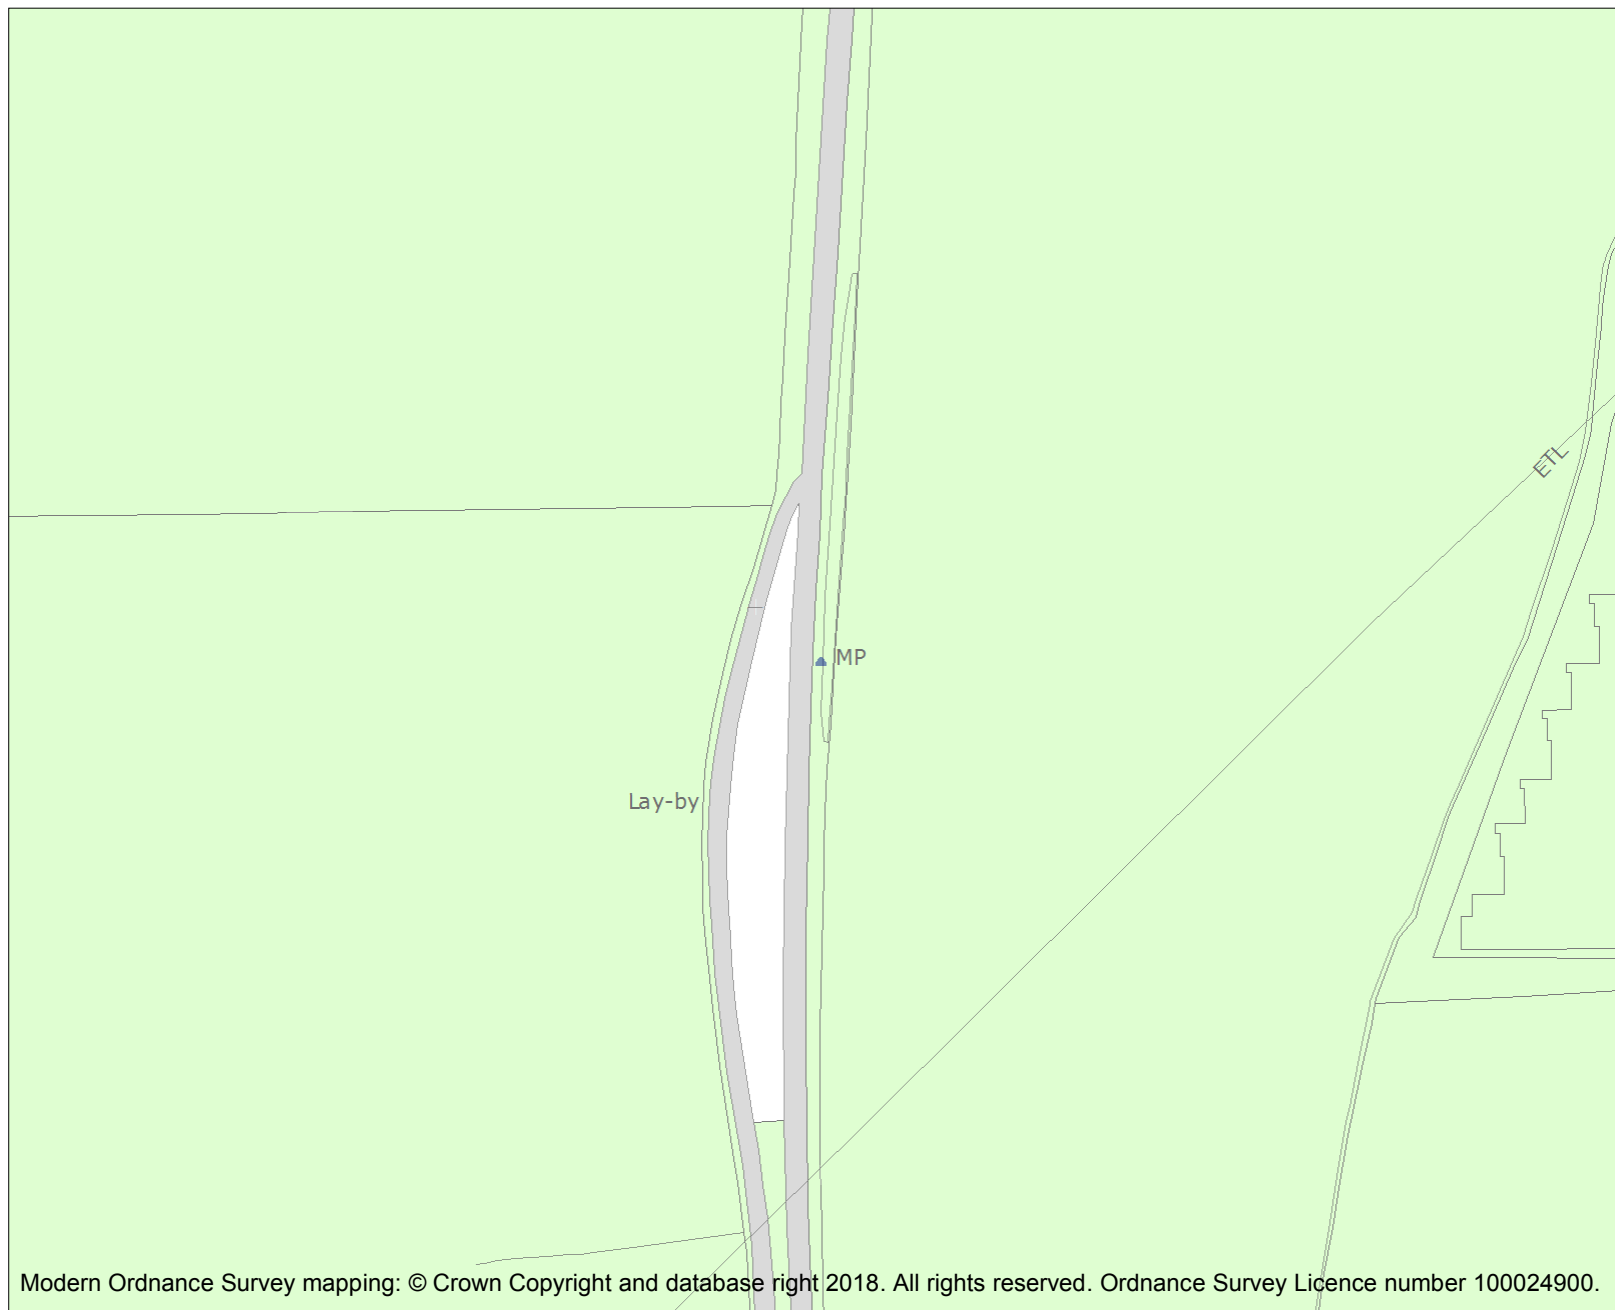 ETL
MP
Lay-by
Modern Ordnance Survey mapping: © Crown Copyright and database right 2018. All rights reserved. Ordnance Survey Licence number 100024900.